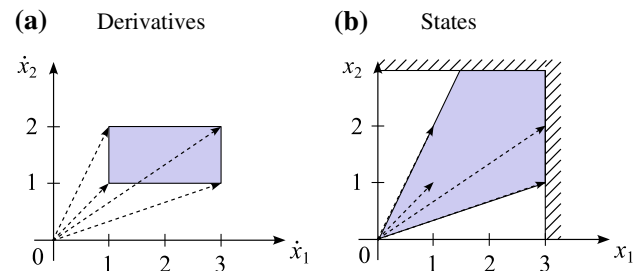 (a) Derivatives
ẋ₂
2
1
0
1 2 3 ẋ₁
(b) States
x₂
2
1
0
1 2 3 x₁